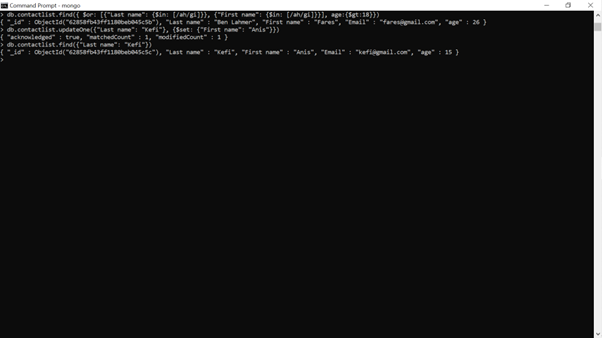 Command Prompt - mongo
> db.contactlist.find({ $or: [{"Last name": {$in: [/ah/gi]}}, {"First name": {$in: [/ah/gi]}}], age:{$gt:18}})
{ "_id" : ObjectId("62858fb43ff1180beb045c5b"), "Last name" : "Ben Lahmer", "First name" : "Fares", "Email" : "fares@gmail.com", "age" : 26 }
> db.contactlist.updateOne({"Last name": "Kefi"}, {$set: {"First name": "Anis"}})
{ "acknowledged" : true, "matchedCount" : 1, "modifiedCount" : 1 }
> db.contactlist.find({"Last name": "Kefi"})
{ "_id" : ObjectId("62858fb43ff1180beb045c5c"), "Last name" : "Kefi", "First name" : "Anis", "Email" : "kefi@gmail.com", "age" : 15 }
>